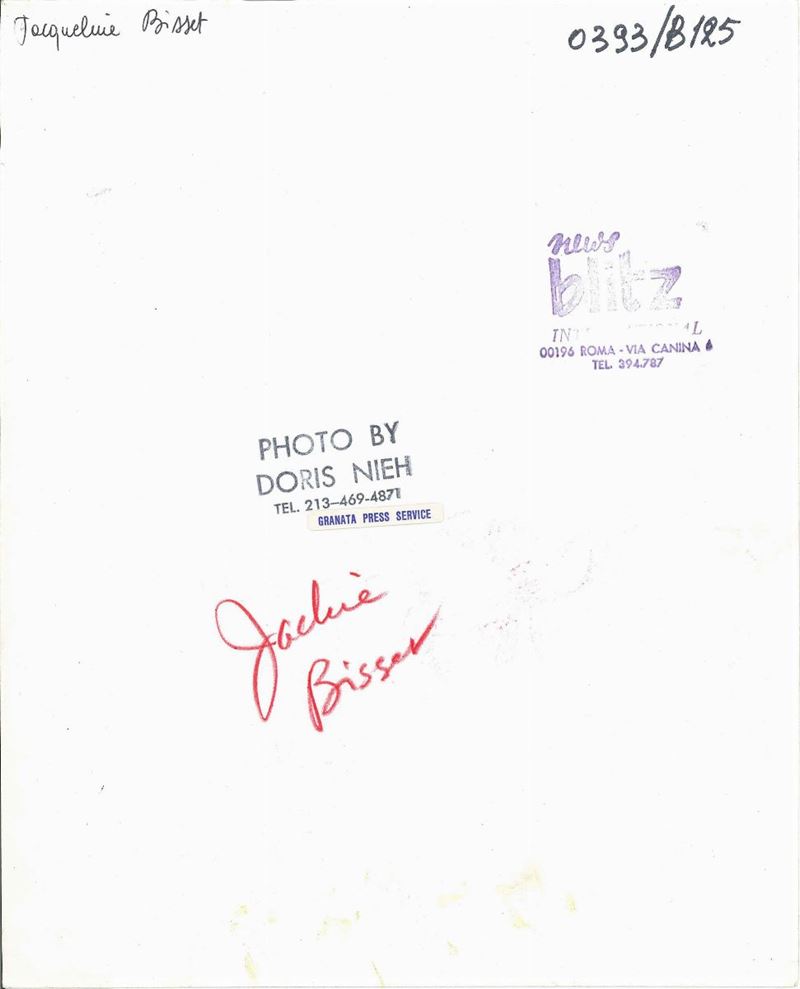 Jacqueline Bisset
0393/B125
news
blitz
00196 ROMA - VIA CANINA 6
TEL. 394.787
PHOTO BY
DORIS NIEH
TEL. 213-469-4871
GRANATA PRESS SERVICE
Jackie
Bisset